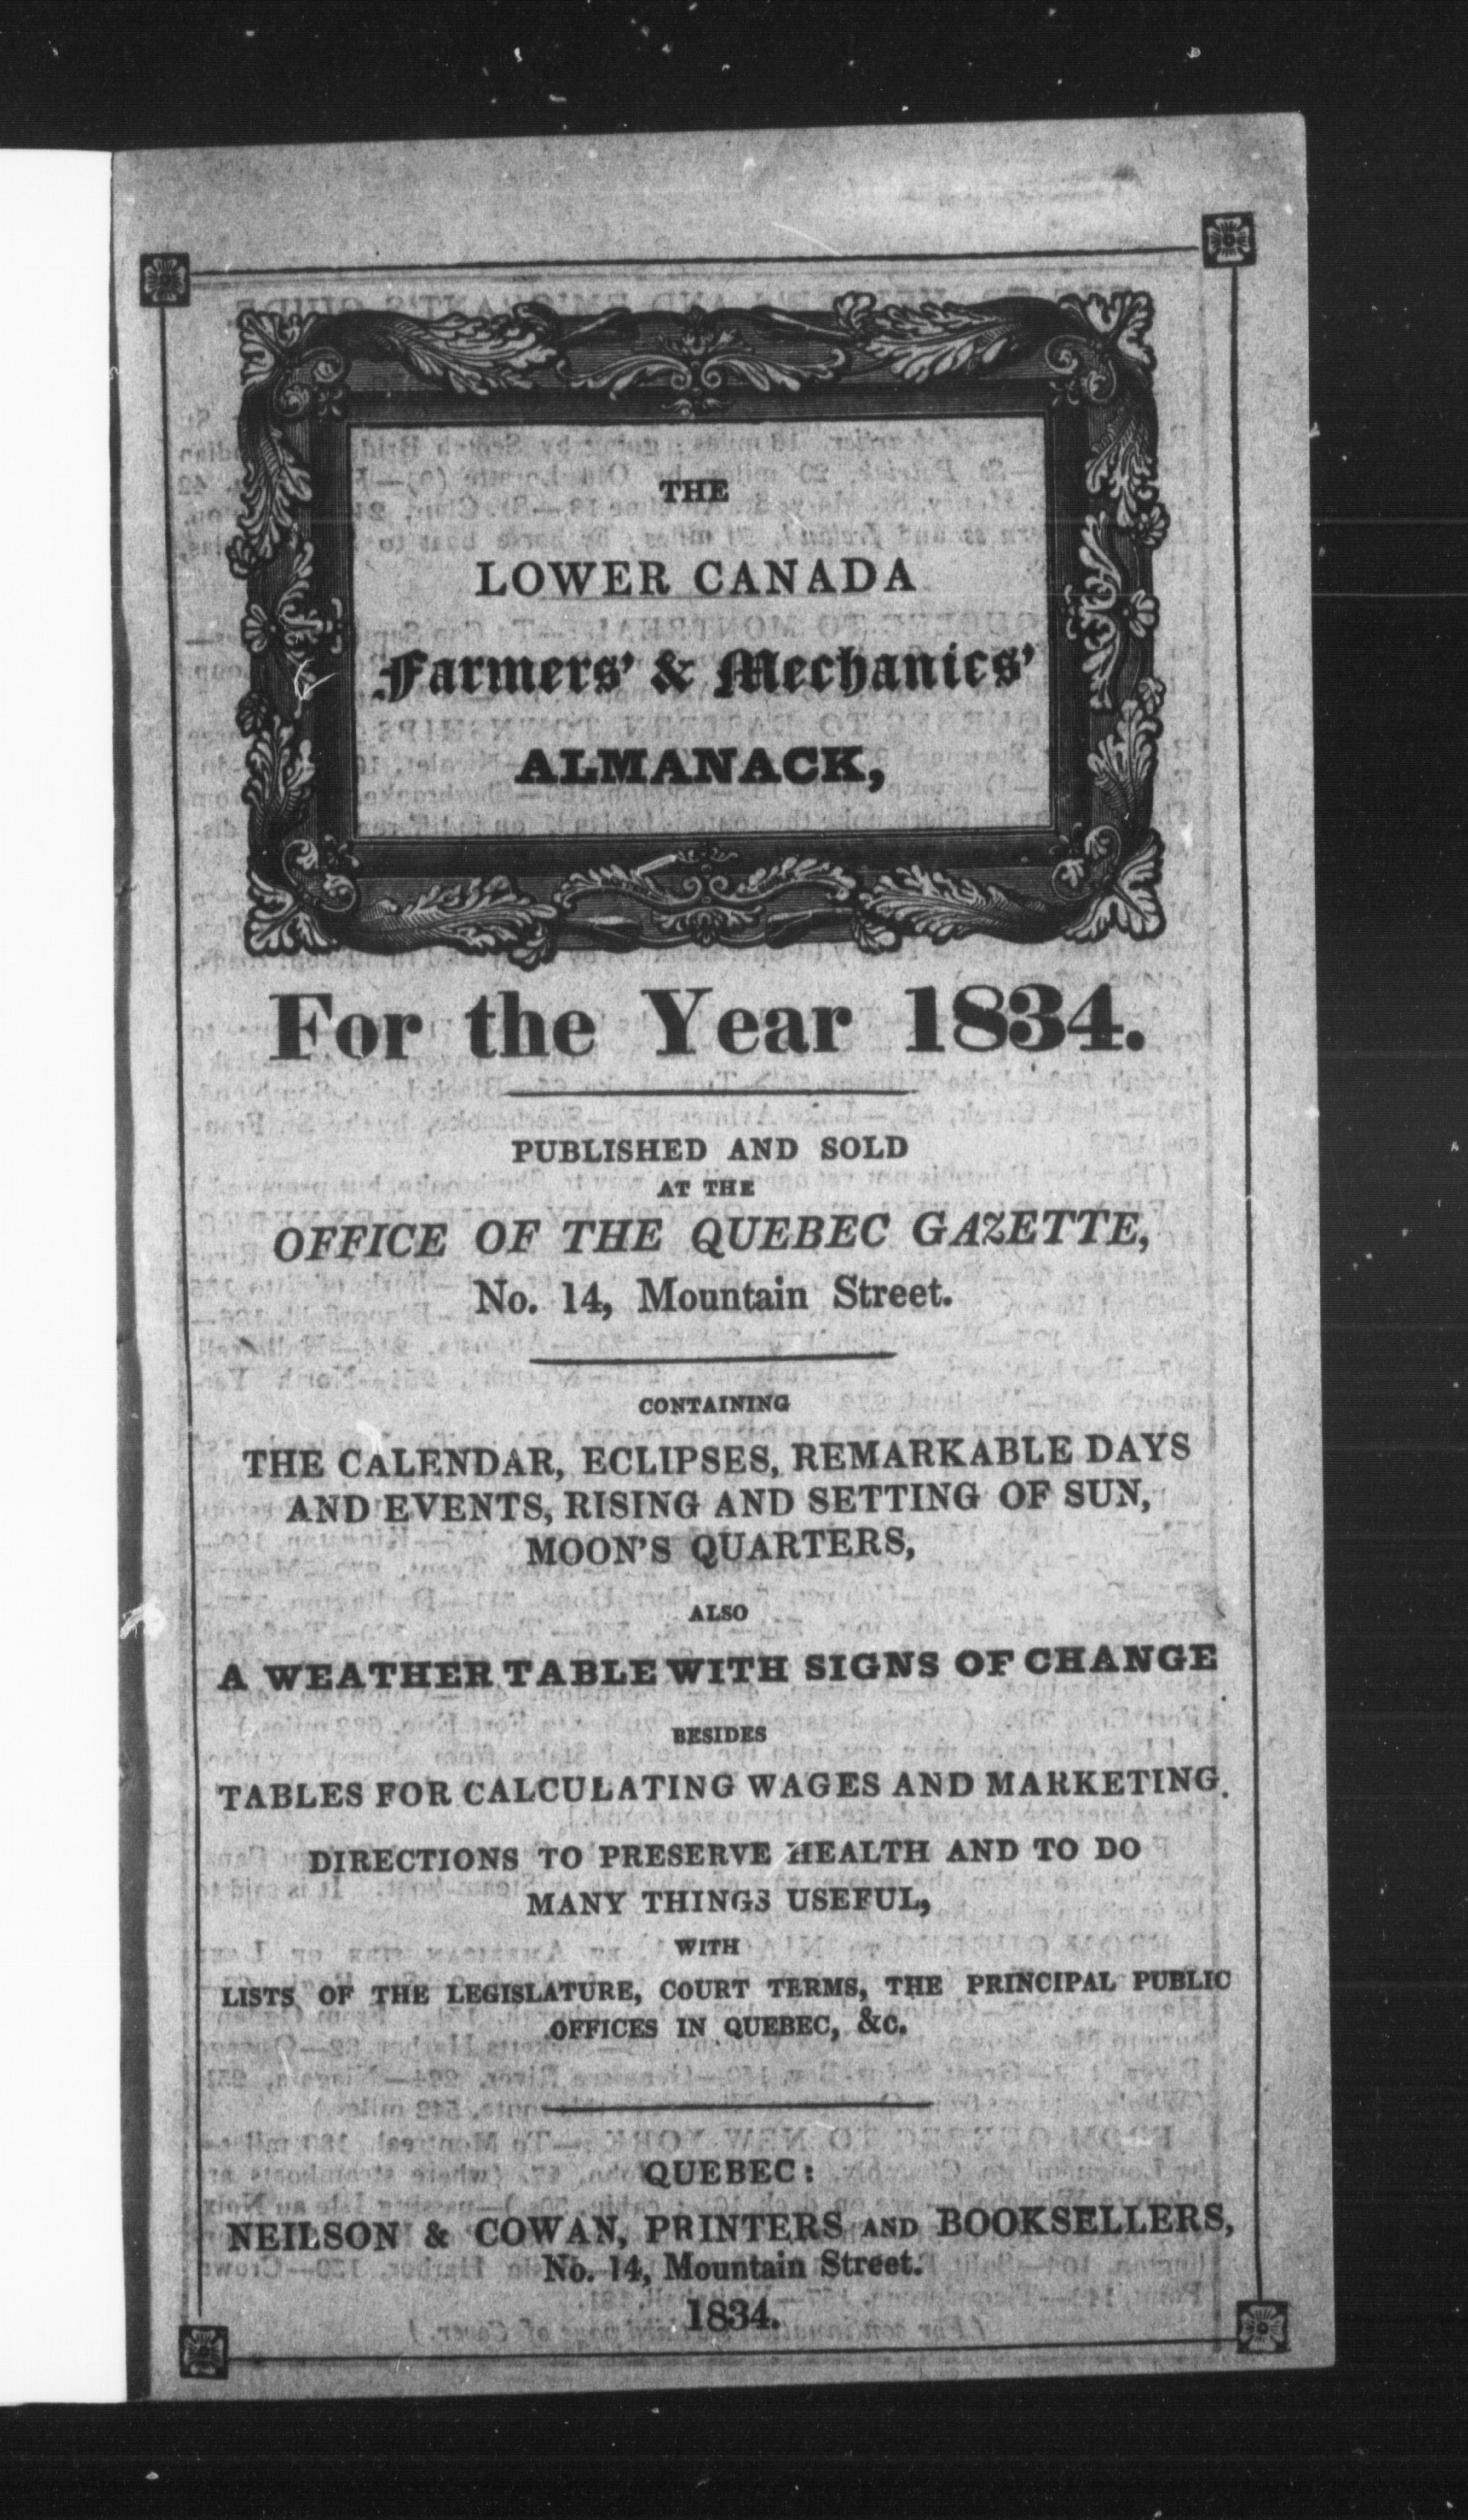 THE
LOWER CANADA
Farmers' & Mechanics'
ALMANACK,
For the Year 1834.
PUBLISHED AND SOLD
AT THE
OFFICE OF THE QUEBEC GAZETTE,
No. 14, Mountain Street.
CONTAINING
THE CALENDAR, ECLIPSES, REMARKABLE DAYS
AND EVENTS, RISING AND SETTING OF SUN,
MOON'S QUARTERS,
ALSO
A WEATHER TABLE WITH SIGNS OF CHANGE
BESIDES
TABLES FOR CALCULATING WAGES AND MARKETING.
DIRECTIONS TO PRESERVE HEALTH AND TO DO
MANY THINGS USEFUL,
WITH
LISTS OF THE LEGISLATURE, COURT TERMS, THE PRINCIPAL PUBLIC
OFFICES IN QUEBEC, &c.
QUEBEC:
NEILSON & COWAN, PRINTERS AND BOOKSELLERS,
No. 14, Mountain Street.
1834.